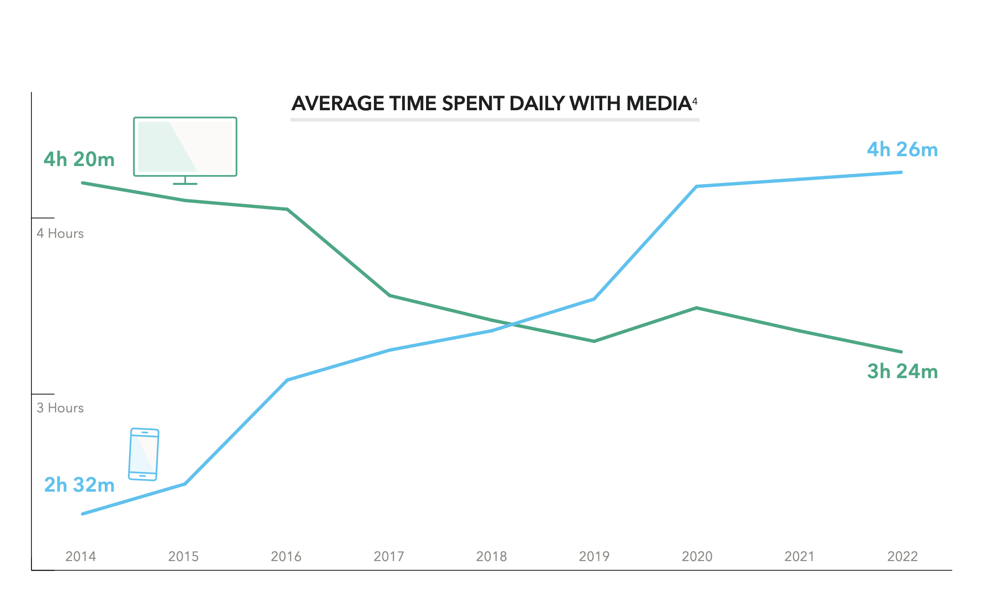 AVERAGE TIME SPENT DAILY WITH MEDIA⁴
4h 20m
4h 26m
4 Hours
3h 24m
3 Hours
2h 32m
2014 2015 2016 2017 2018 2019 2020 2021 2022